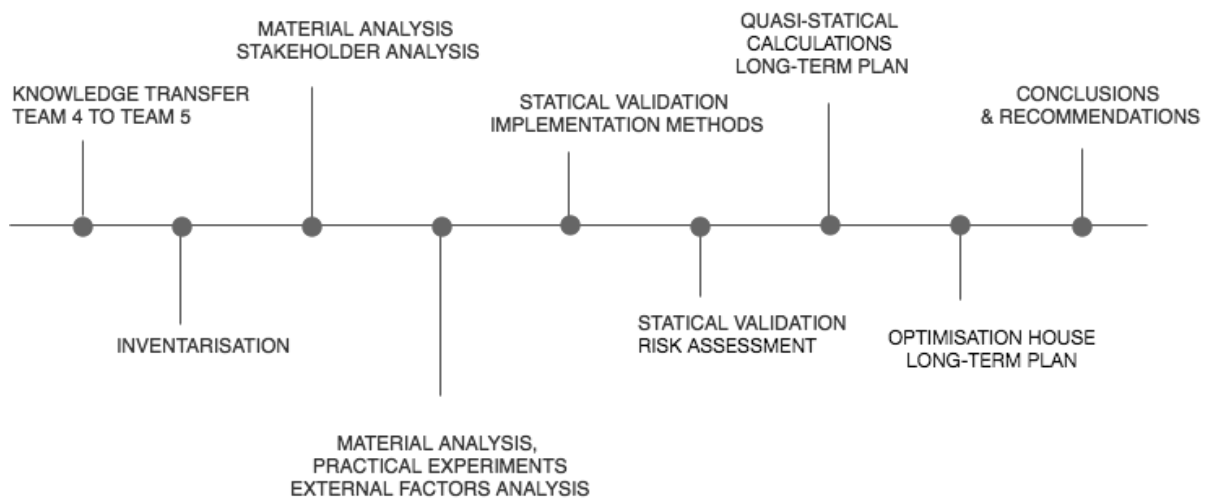 KNOWLEDGE TRANSFER
TEAM 4 TO TEAM 5
INVENTARISATION
MATERIAL ANALYSIS
STAKEHOLDER ANALYSIS
MATERIAL ANALYSIS,
PRACTICAL EXPERIMENTS
EXTERNAL FACTORS ANALYSIS
STATICAL VALIDATION
IMPLEMENTATION METHODS
STATICAL VALIDATION
RISK ASSESSMENT
QUASI-STATICAL
CALCULATIONS
LONG-TERM PLAN
OPTIMISATION HOUSE
LONG-TERM PLAN
CONCLUSIONS
& RECOMMENDATIONS